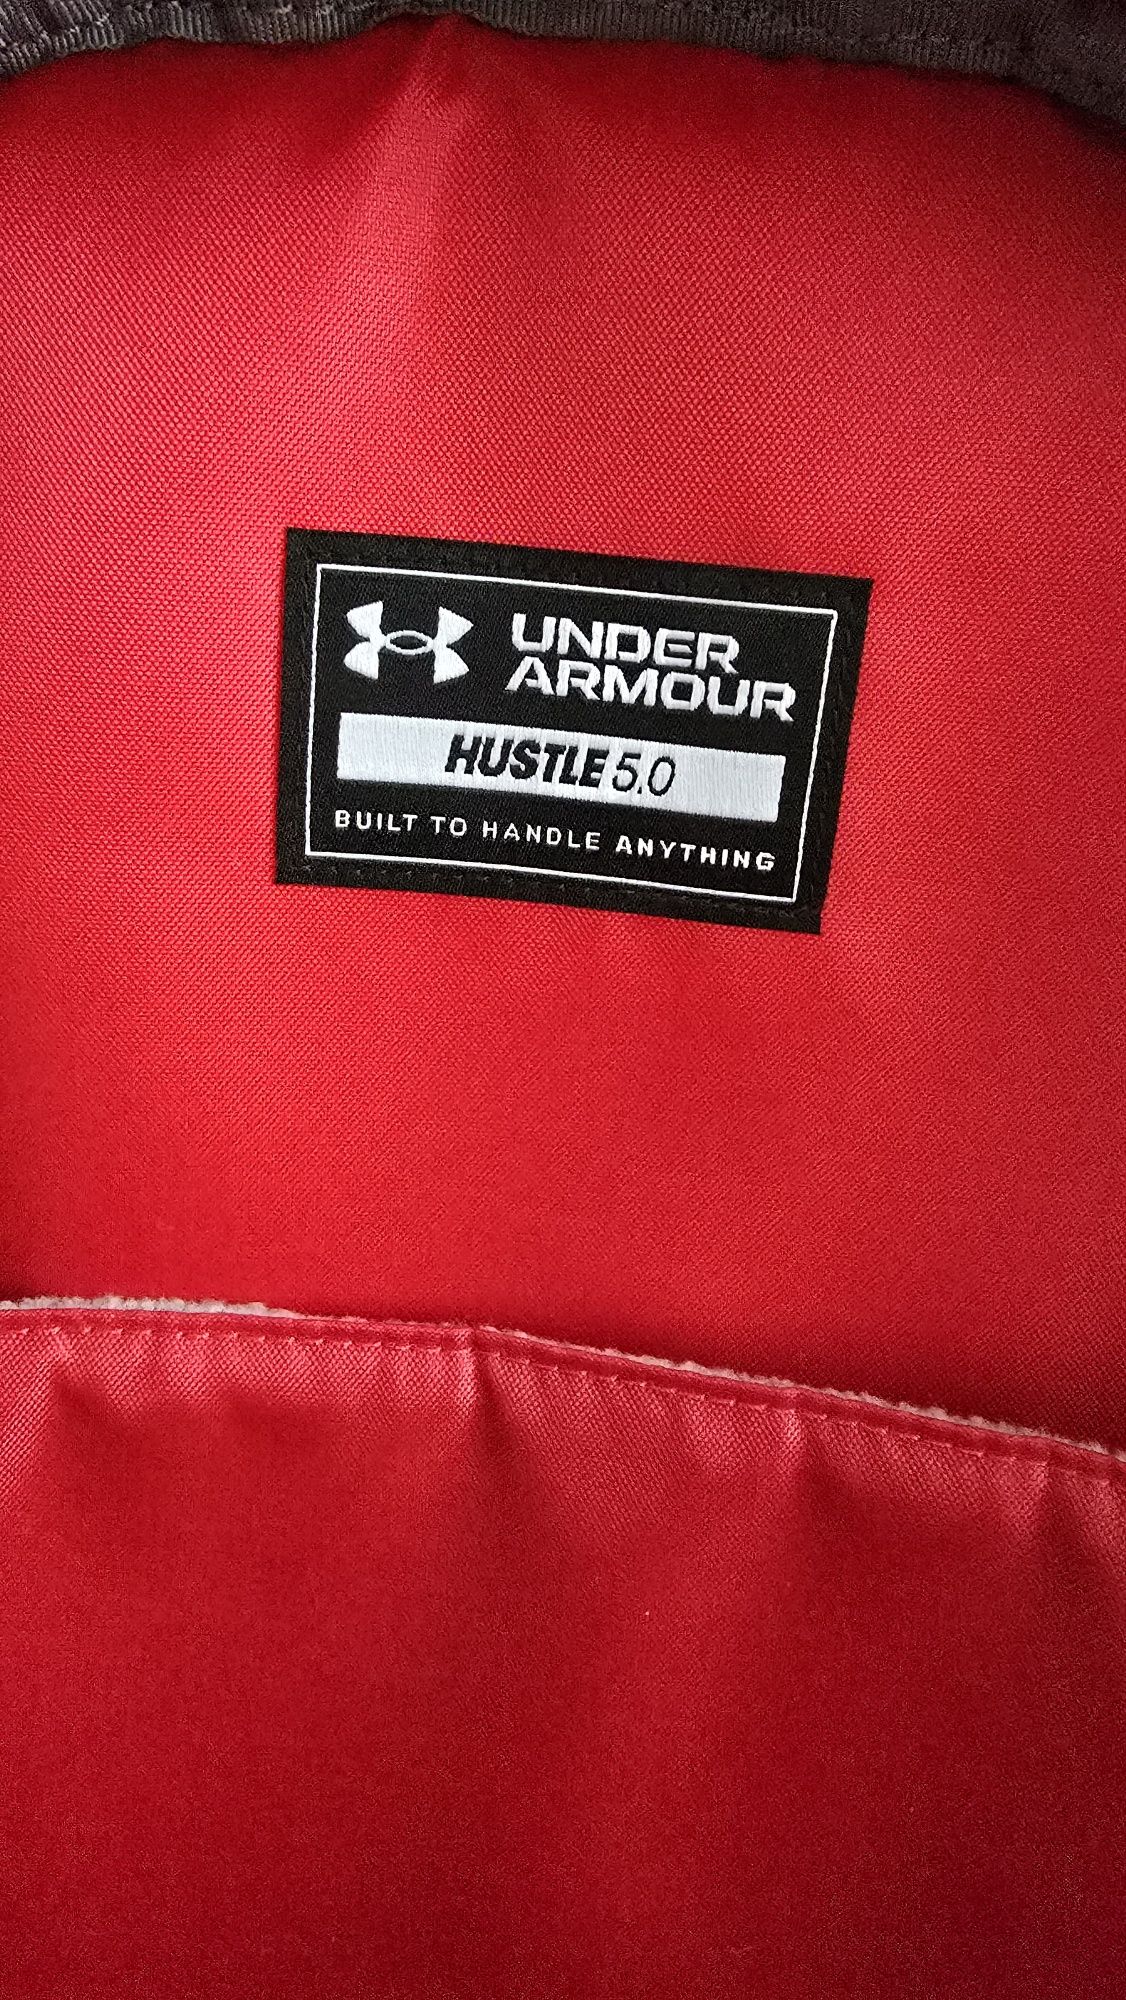 UNDER
ARMOUR
HUSTLE 5.0
BUILT TO HANDLE ANYTHING